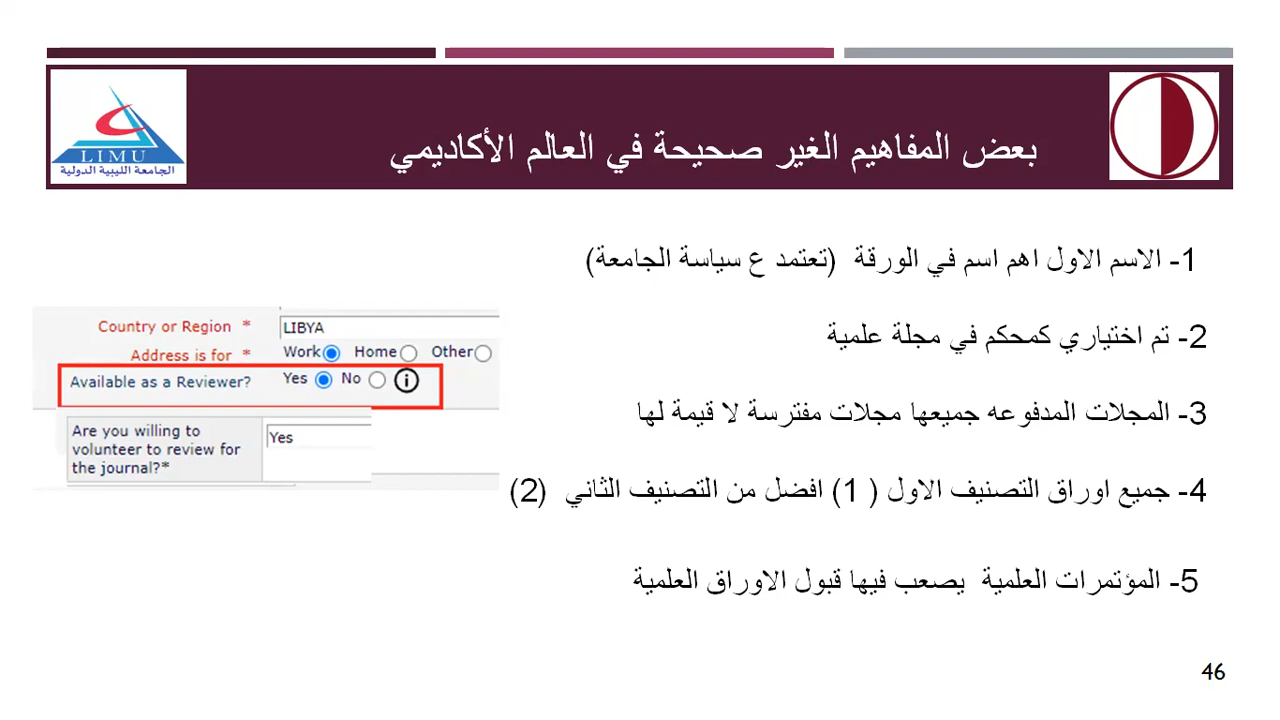 LIMU
الجامعة الليبية الدولية
بعض المفاهيم الغير صحيحة في العالم الأكاديمي
1- الاسم الاول اهم اسم في الورقة (تعتمد ع سياسة الجامعة)
2- تم اختياري كمحكم في مجلة علمية
3- المجلات المدفوعه جميعها مجلات مفترسة لا قيمة لها
4- جميع اوراق التصنيف الاول ( 1) افضل من التصنيف الثاني (2)
5- المؤتمرات العلمية يصعب فيها قبول الاوراق العلمية
Country or Region * LIBYA
Address is for * Work Home Other
Available as a Reviewer? Yes No i
Are you willing to
volunteer to review for
the journal?*
Yes
46